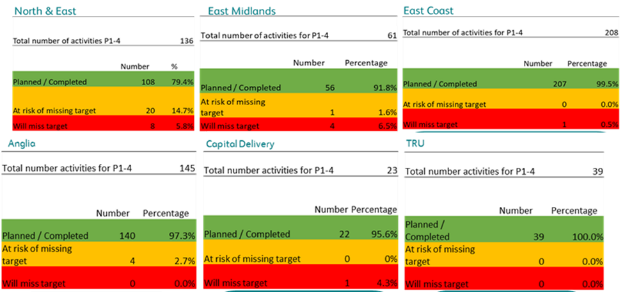 North & East
Total number of activities P1-4 136
Number %
Planned / Completed 108 79.4%
At risk of missing target 20 14.7%
Will miss target 8 5.8%
East Midlands
Total number of activities for P1-4 61
Number Percentage
Planned / Completed 56 91.8%
At risk of missing
target 1 1.6%
Will miss target 4 6.5%
East Coast
Total number of activities for P1-4 208
Number Percentage
Planned / Completed 207 99.5%
At risk of missing target 0 0.0%
Will miss target 1 0.5%
Anglia
Total number activities for P1-4 145
Number Percentage
Planned / Completed 140 97.3%
At risk of missing
target 4 2.7%
Will miss target 0 0.0%
Capital Delivery
Total number activities for P1-4 23
Number Percentage
Planned / Completed 22 95.6%
At risk of missing target 0 0%
Will miss target 1 4.3%
TRU
Total number activities for P1-4 39
Number Percentage
Planned /
Completed 39 100.0%
At risk of missing
target 0 0.0%
Will miss target 0 0.0%